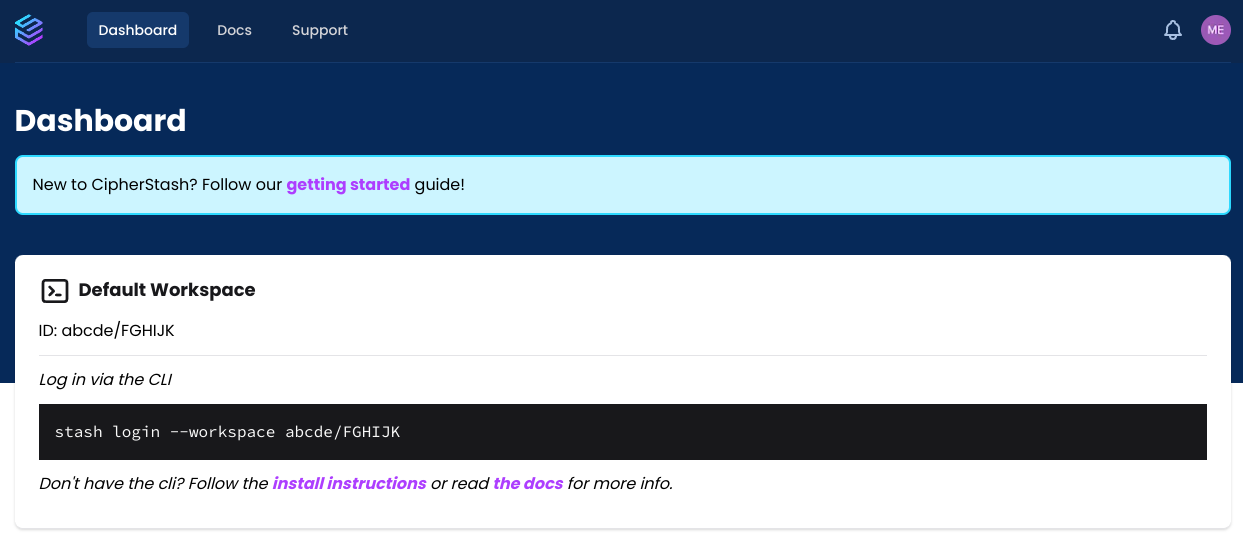 Dashboard Docs Support ME
Dashboard
New to CipherStash? Follow our getting started guide!
Default Workspace
ID: abcde/FGHIJK
Log in via the CLI
stash login --workspace abcde/FGHIJK
Don't have the cli? Follow the install instructions or read the docs for more info.